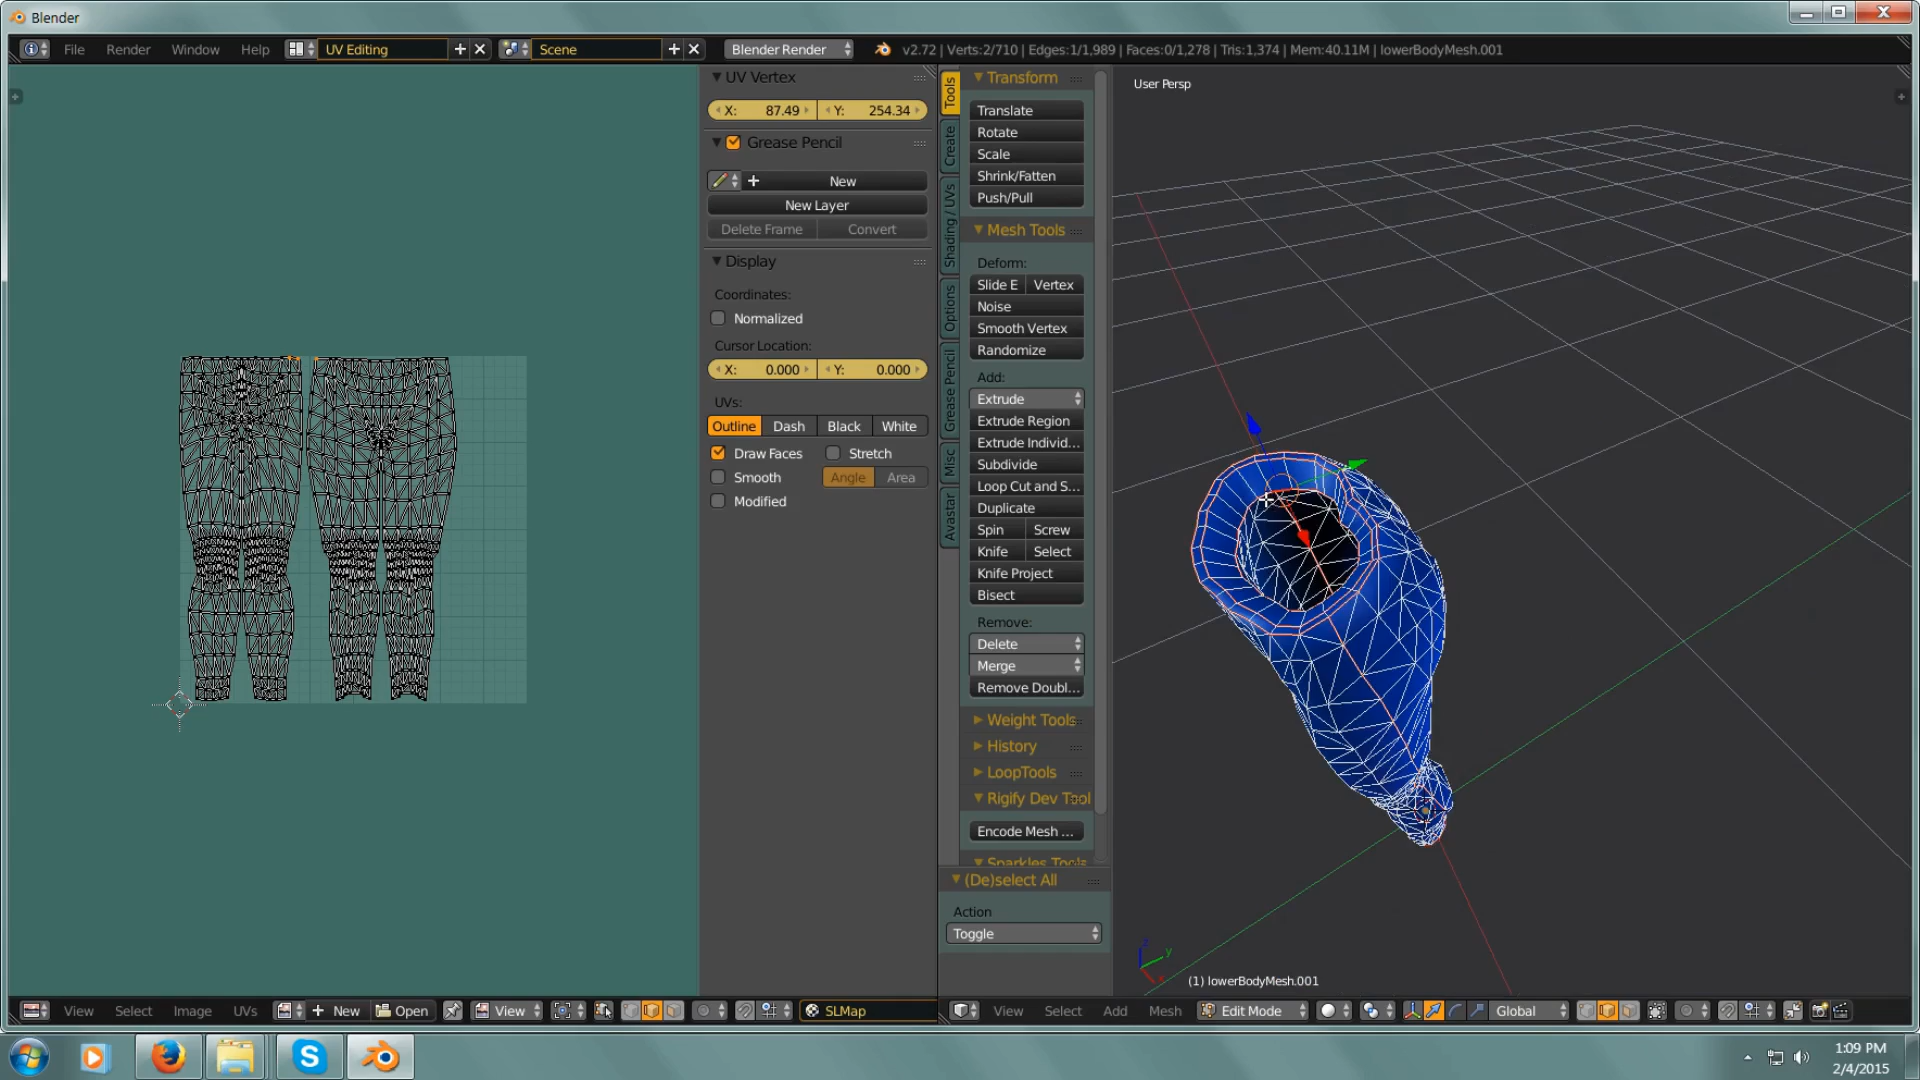 Blender
File Render Window Help UV Editing Scene Blender Render v2.72 | Verts:2/710 | Edges:1/1,989 | Faces:0/1,278 | Tris:1,374 | Mem:40.11M | lowerBodyMesh.001
UV Vertex
X: 87.49 Y: 254.34
Grease Pencil
New
New Layer
Delete Frame Convert
Display
Coordinates:
Normalized
Cursor Location:
X: 0.000 Y: 0.000
UVs:
Outline Dash Black White
Draw Faces Stretch
Smooth Angle Area
Modified
Tools
Create
Shading / UVs
Options
Grease Pencil
Misc
Avastar
Transform
Translate
Rotate
Scale
Shrink/Fatten
Push/Pull
Mesh Tools
Deform:
Slide E Vertex
Noise
Smooth Vertex
Randomize
Add:
Extrude
Extrude Region
Extrude Individ...
Subdivide
Loop Cut and S...
Duplicate
Spin Screw
Knife Select
Knife Project
Bisect
Remove:
Delete
Merge
Remove Doubl...
Weight Tools
History
LoopTools
Rigify Dev Tool
Encode Mesh ...
Sparkles Tools
(De)select All
Action
Toggle
User Persp
z
y
x
(1) lowerBodyMesh.001
View Select Image UVs New Open View SLMap
View Select Add Mesh Edit Mode Global
1:09 PM
2/4/2015